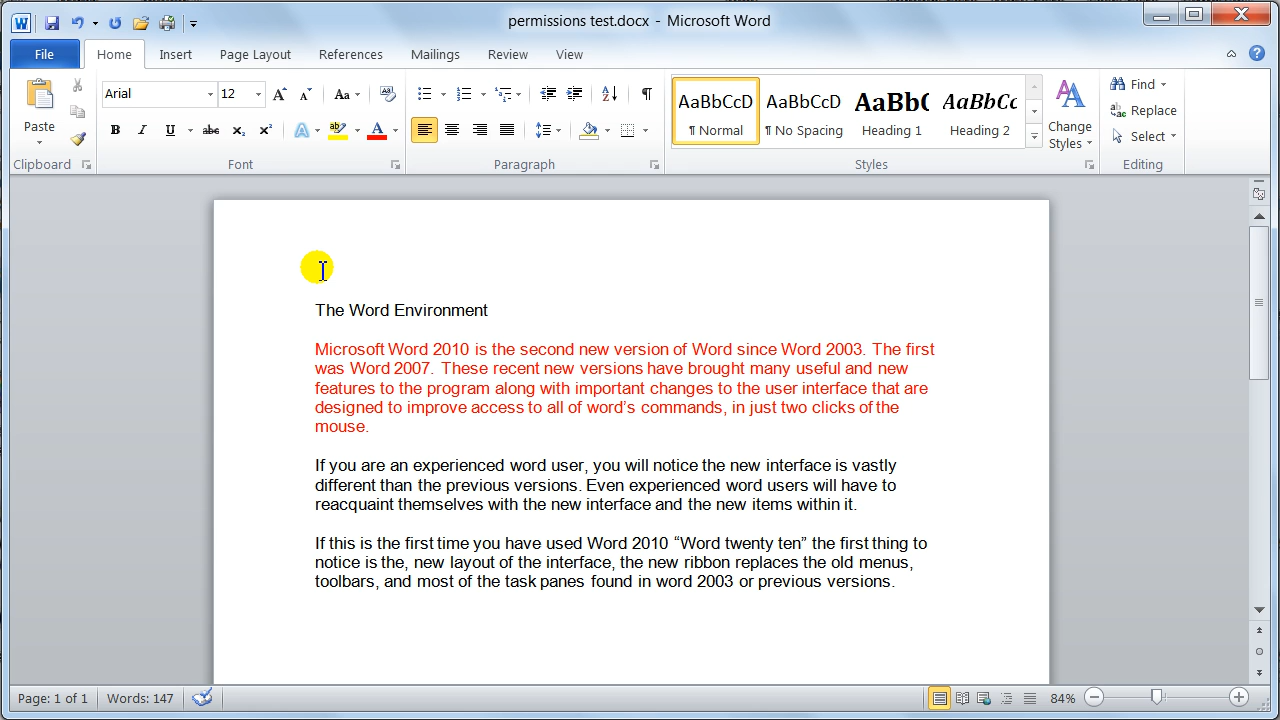 permissions test.docx - Microsoft Word
File Home Insert Page Layout References Mailings Review View
Arial 12 Aa AaBbCcD AaBbCcD AaBbC AaBbCc Find
Paste B I U abc x₂ x² A A ¶ Normal ¶ No Spacing Heading 1 Heading 2 Change Styles Replace
Select
Clipboard Font Paragraph Styles Editing
The Word Environment
Microsoft Word 2010 is the second new version of Word since Word 2003. The first
was Word 2007. These recent new versions have brought many useful and new
features to the program along with important changes to the user interface that are
designed to improve access to all of word’s commands, in just two clicks of the
mouse.
If you are an experienced word user, you will notice the new interface is vastly
different than the previous versions. Even experienced word users will have to
reacquaint themselves with the new interface and the new items within it.
If this is the first time you have used Word 2010 “Word twenty ten” the first thing to
notice is the, new layout of the interface, the new ribbon replaces the old menus,
toolbars, and most of the task panes found in word 2003 or previous versions.
Page: 1 of 1 Words: 147 84%